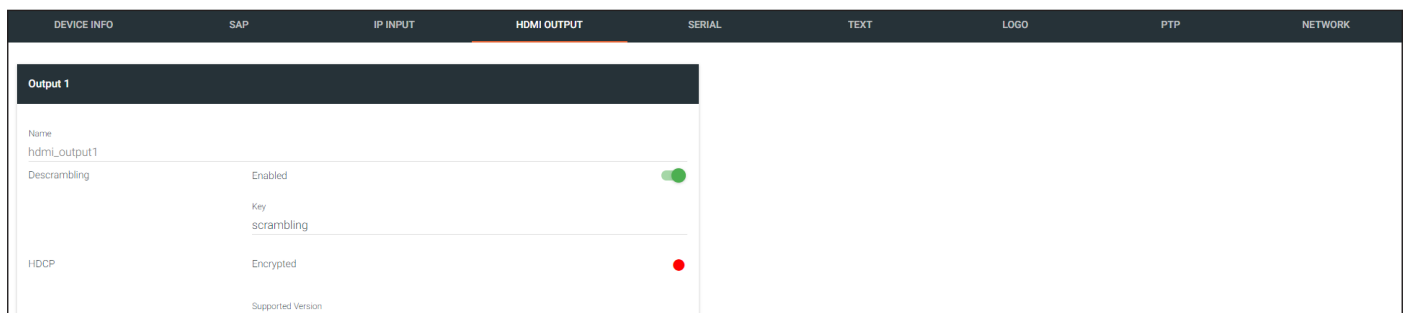 DEVICE INFO SAP IP INPUT HDMI OUTPUT SERIAL TEXT LOGO PTP NETWORK
Output 1
Name
hdmi_output1
Descrambling Enabled
Key
scrambling
HDCP Encrypted
Supported Version